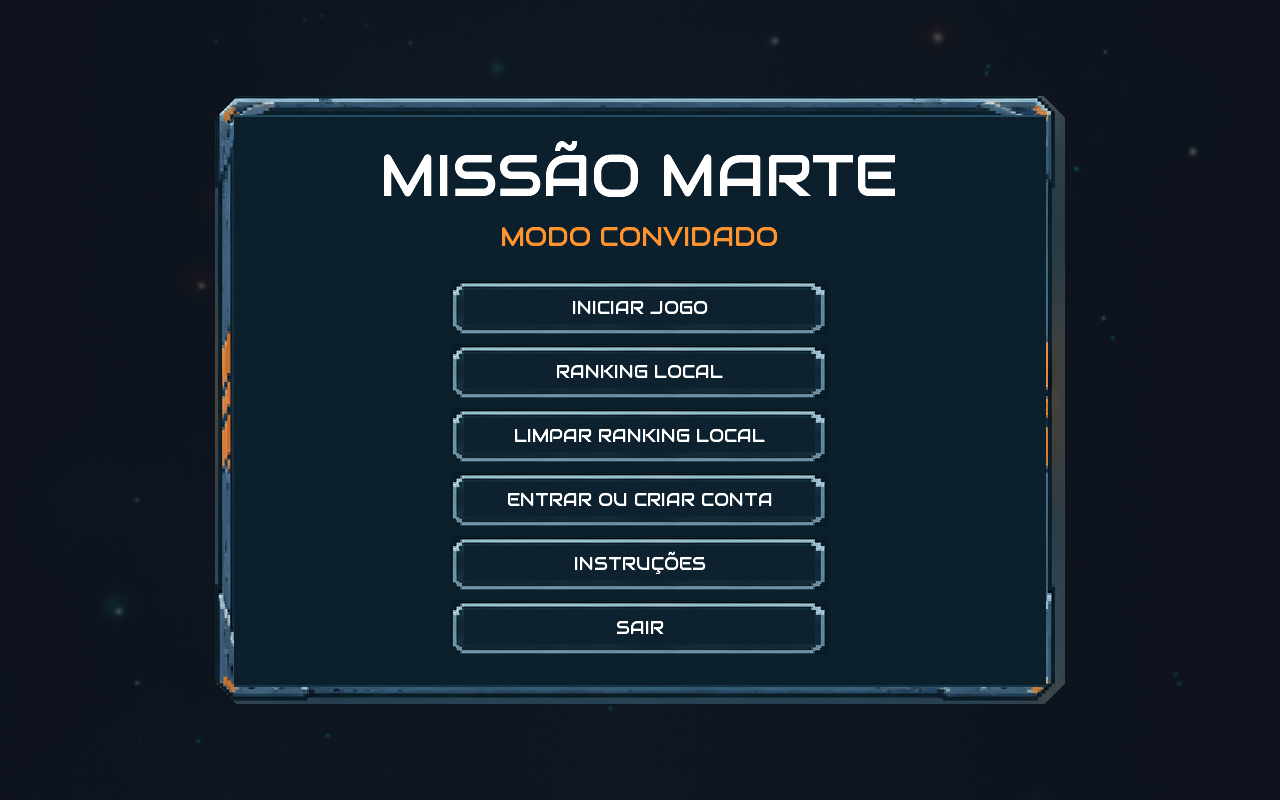 MISSÃO MARTE
MODO CONVIDADO
INICIAR JOGO
RANKING LOCAL
LIMPAR RANKING LOCAL
ENTRAR OU CRIAR CONTA
INSTRUÇÕES
SAIR